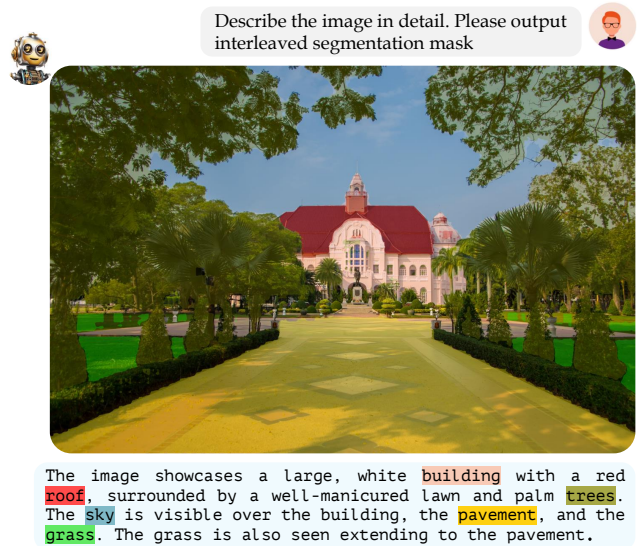 Describe the image in detail. Please output
interleaved segmentation mask
The image showcases a large, white building with a red
roof, surrounded by a well-manicured lawn and palm trees.
The sky is visible over the building, the pavement, and the
grass. The grass is also seen extending to the pavement.